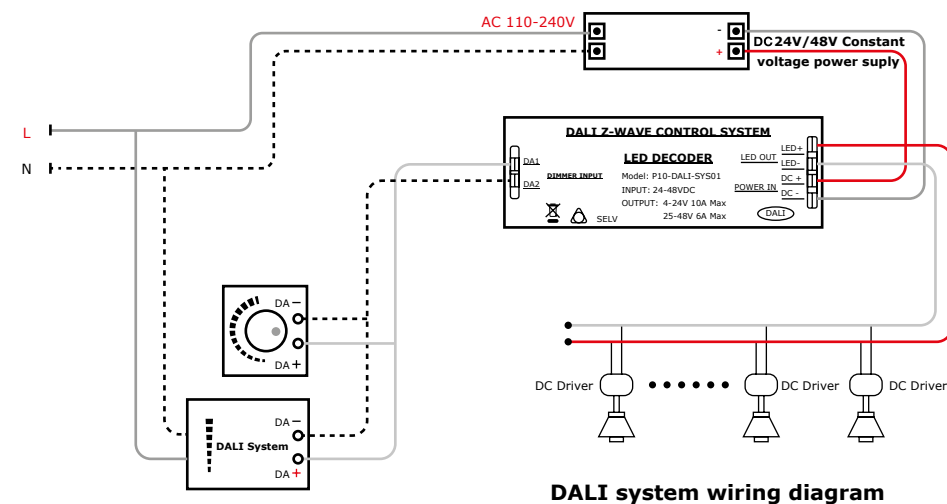 AC 110-240V
-
+
DC24V/48V Constant
voltage power suply
L
N
DALI Z-WAVE CONTROL SYSTEM
DA1
DA2
DIMMER INPUT
LED DECODER
Model: P10-DALI-SYS01
INPUT: 24-48VDC
OUTPUT: 4-24V 10A Max
25-48V 6A Max
SELV
LED OUT
LED+
LED-
POWER IN
DC +
DC -
DALI
DA −
DA +
DALI System
DA −
DA +
DC Driver
DC Driver
DC Driver
DALI system wiring diagram